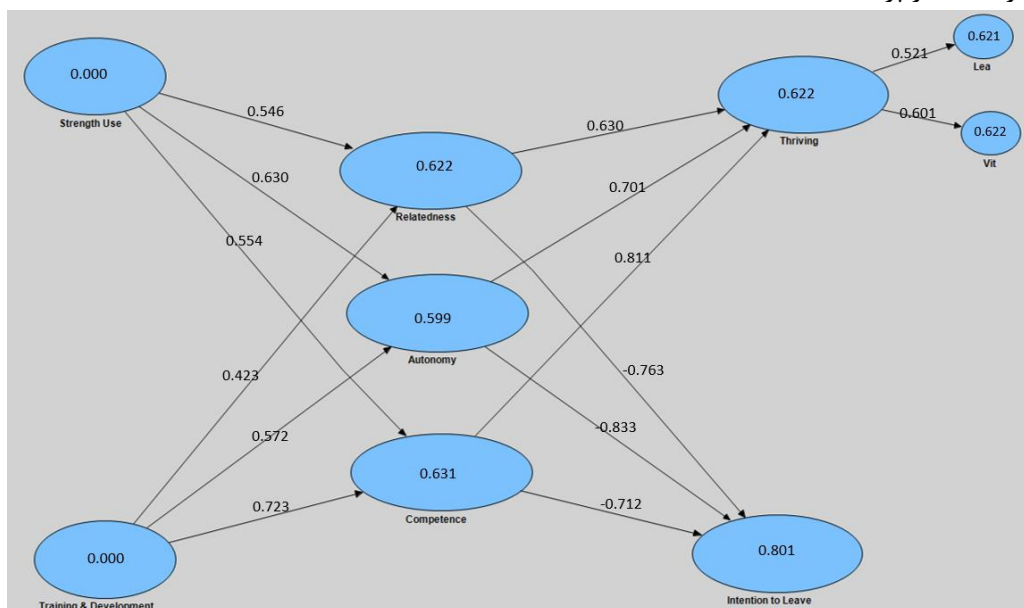 0.621
0.521
Lea
0.000
0.622
0.601
0.622
Strength Use
Thriving
Vit
0.546
0.630
0.622
0.630
0.701
Relatedness
0.554
0.811
0.599
Autonomy
0.423
-0.763
0.572
-0.833
0.631
0.723
-0.712
Competence
0.000
0.801
Training & Development
Intention to Leave